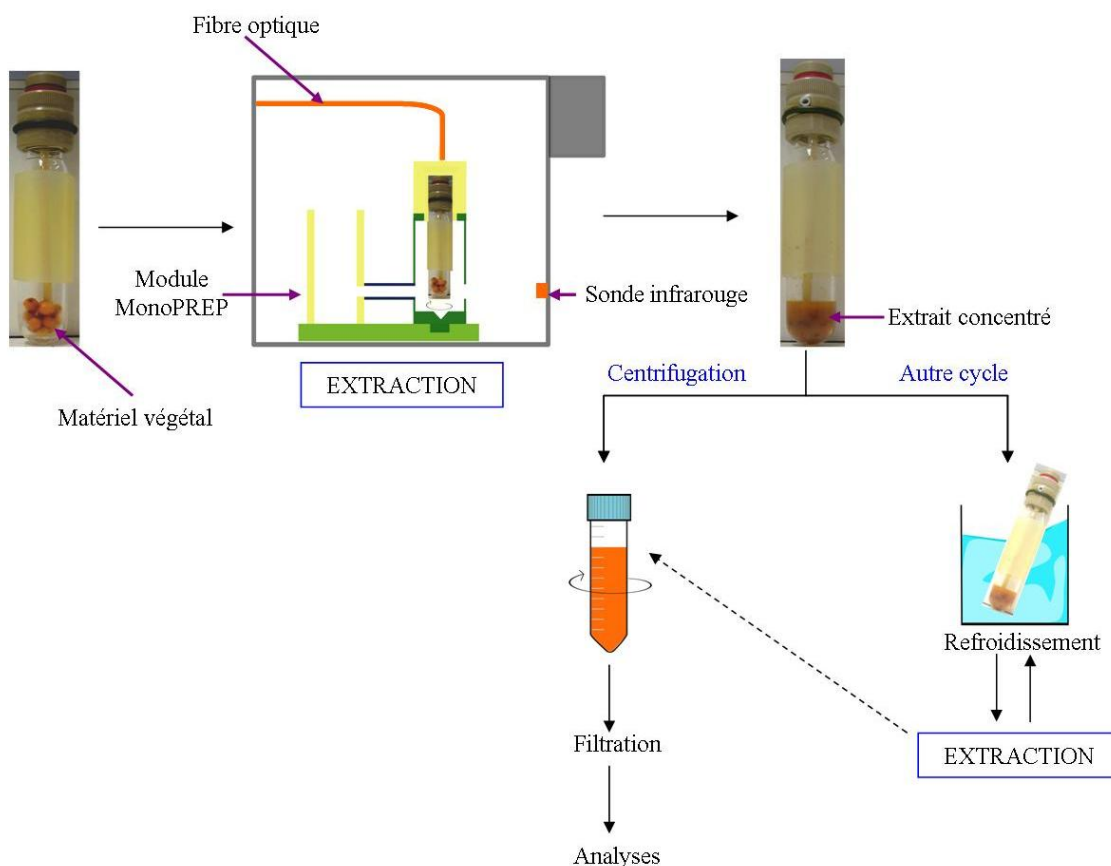 Fibre optique
Module
MonoPREP
Sonde infrarouge
Extrait concentré
EXTRACTION
Matériel végétal
Centrifugation
Autre cycle
Refroidissement
Filtration
EXTRACTION
Analyses